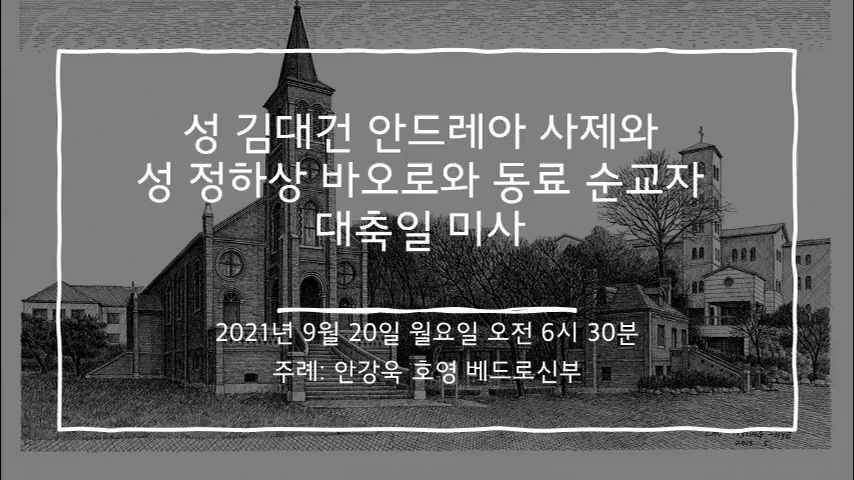 성 김대건 안드레아 사제와
성 정하상 바오로와 동료 순교자
대축일 미사
2021년 9월 20일 월요일 오전 6시 30분
주례: 안강욱 호영 베드로신부